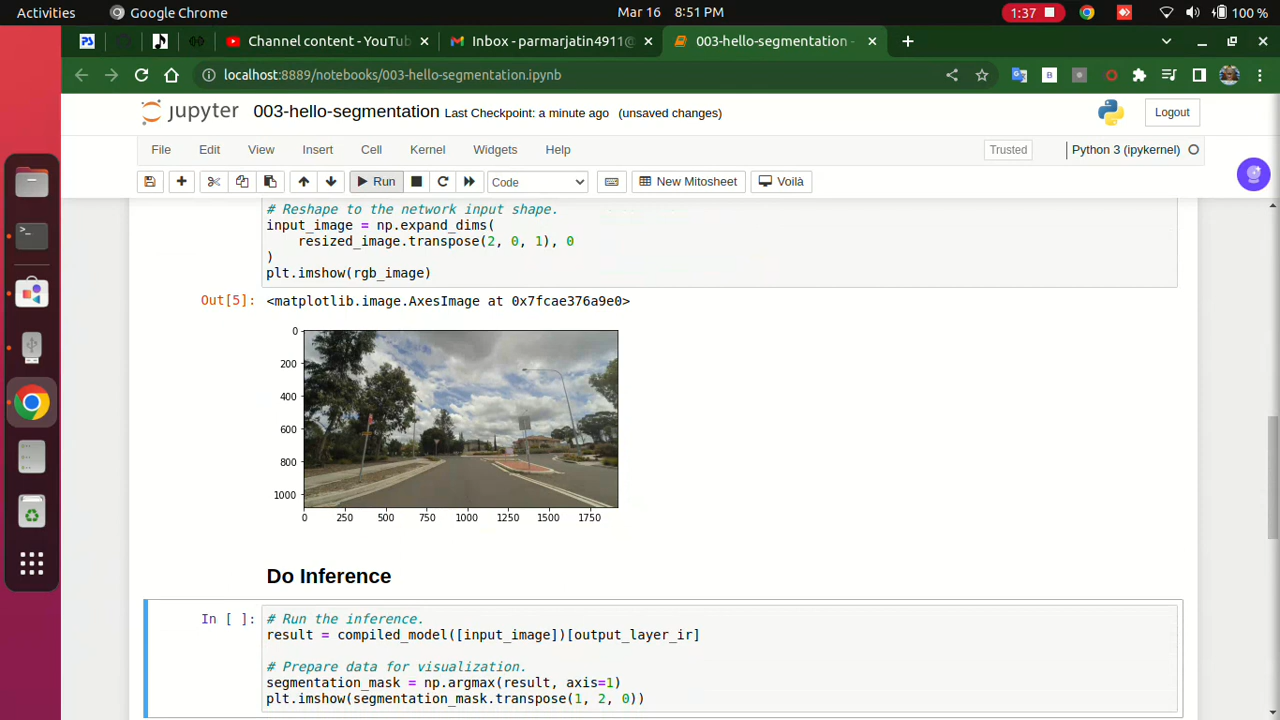 Activities Google Chrome Mar 16 8:51 PM 1:37 100 %
Channel content - YouTub Inbox - parmarjatin4911@ 003-hello-segmentation -
localhost:8889/notebooks/003-hello-segmentation.ipynb
jupyter 003-hello-segmentation Last Checkpoint: a minute ago (unsaved changes) Logout
File Edit View Insert Cell Kernel Widgets Help Trusted Python 3 (ipykernel)
Run Code New Mitosheet Voilà
# Reshape to the network input shape.
input_image = np.expand_dims(
resized_image.transpose(2, 0, 1), 0
)
plt.imshow(rgb_image)
Out[5]: <matplotlib.image.AxesImage at 0x7fcae376a9e0>
0
200
400
600
800
1000
0 250 500 750 1000 1250 1500 1750
Do Inference
In [ ]: # Run the inference.
result = compiled_model([input_image])[output_layer_ir]
# Prepare data for visualization.
segmentation_mask = np.argmax(result, axis=1)
plt.imshow(segmentation_mask.transpose(1, 2, 0))